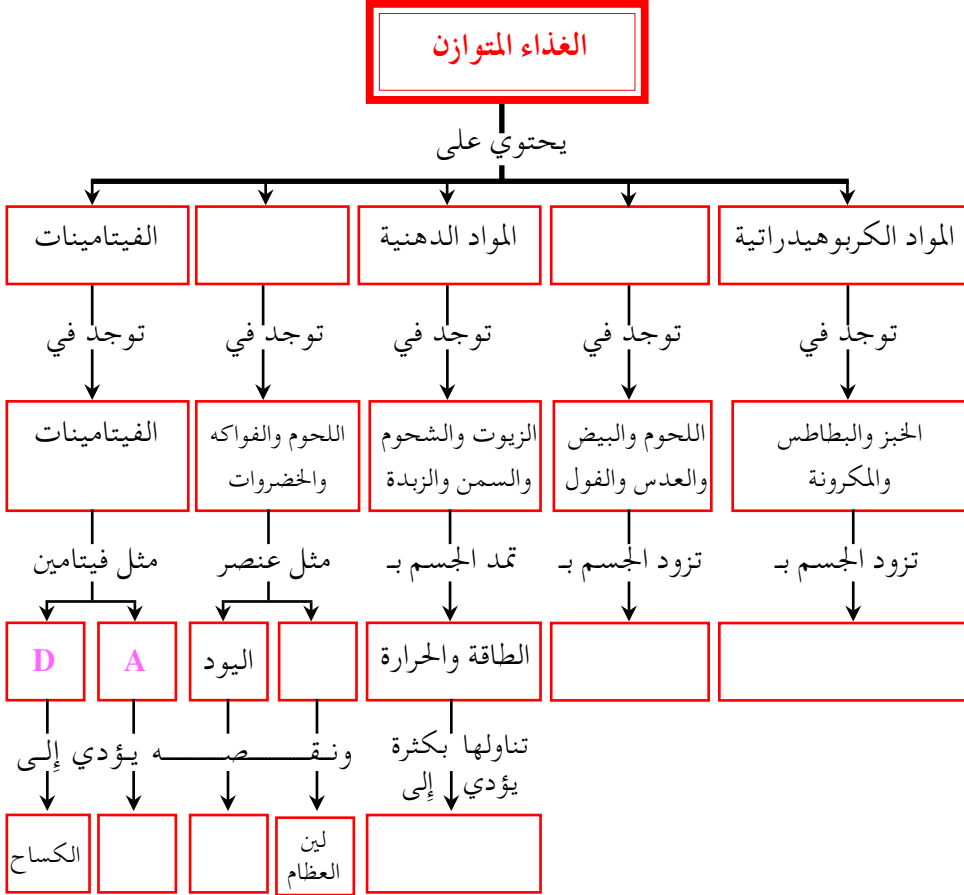 الغذاء المتوازن
يحتوي على
المواد الكربوهيدراتية
المواد الدهنية
الفيتامينات
توجد في
توجد في
توجد في
توجد في
توجد في
الخبز والبطاطس
والمكرونة
اللحوم والبيض
والعدس والفول
الزيوت والشحوم
والسمن والزبدة
اللحوم والفواكه
والخضروات
الفيتامينات
تزود الجسم بـ
تزود الجسم بـ
تمد الجسم بـ
مثل عنصر
مثل فيتامين
الطاقة والحرارة
اليود
A
D
تناولها بكثرة
يؤدي إلى
ونـقــــصــــــه يـؤدي إِلـى
لين
العظام
الكساح